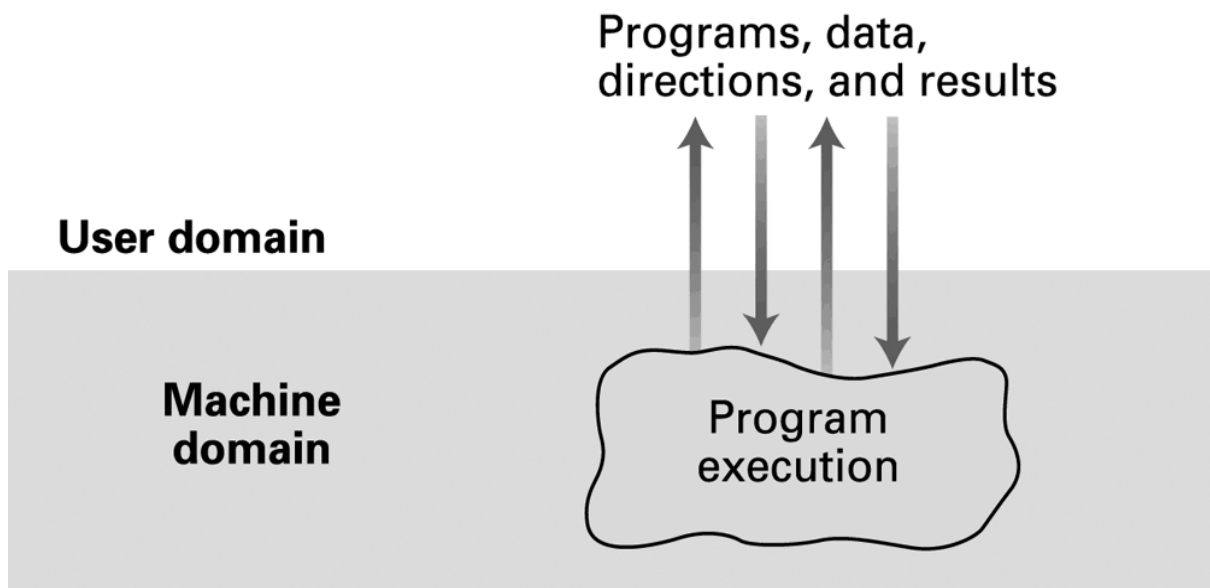 Programs, data,
directions, and results
User domain
Machine
domain
Program
execution